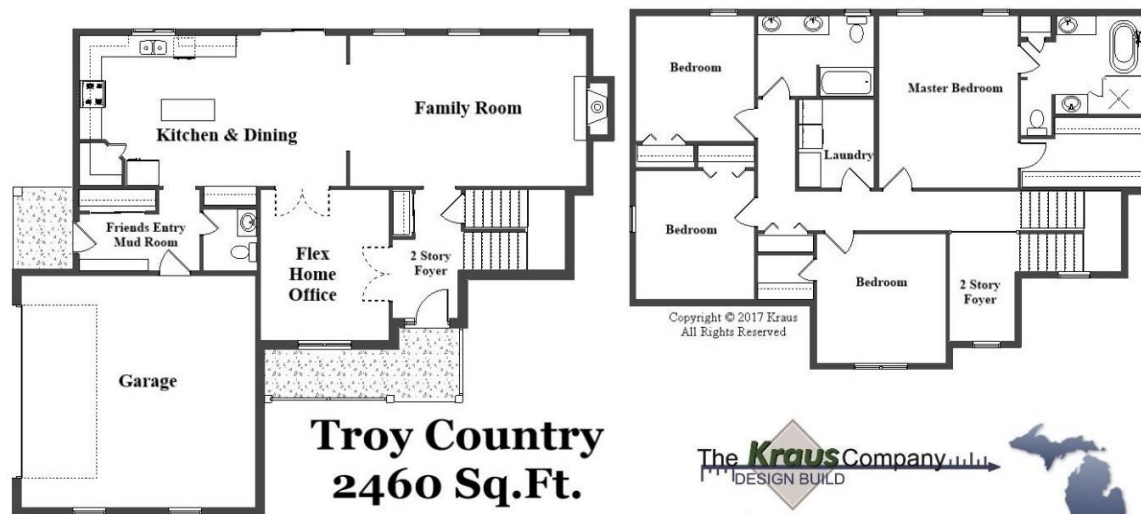 Kitchen & Dining
Family Room
Friends Entry
Mud Room
Flex
Home
Office
2 Story
Foyer
Garage
Troy Country
2460 Sq.Ft.
Bedroom
Master Bedroom
Laundry
Bedroom
Bedroom
2 Story
Foyer
Copyright © 2017 Kraus
All Rights Reserved
The Kraus Company
DESIGN BUILD